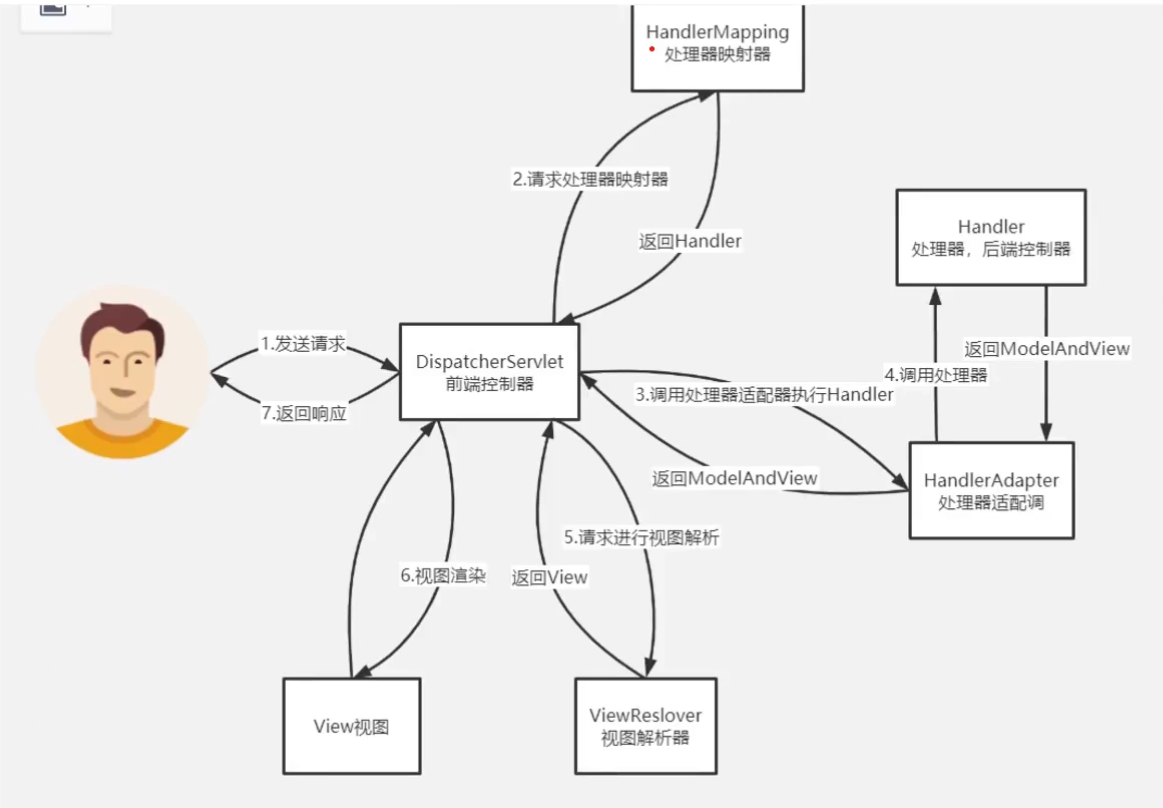 HandlerMapping
处理器映射器
2.请求处理器映射器
返回Handler
Handler
处理器，后端控制器
1.发送请求
DispatcherServlet
前端控制器
返回ModelAndView
4.调用处理器
3.调用处理器适配器执行Handler
7.返回响应
返回ModelAndView
HandlerAdapter
处理器适配调
5.请求进行视图解析
6.视图渲染
返回View
View视图
ViewReslover
视图解析器